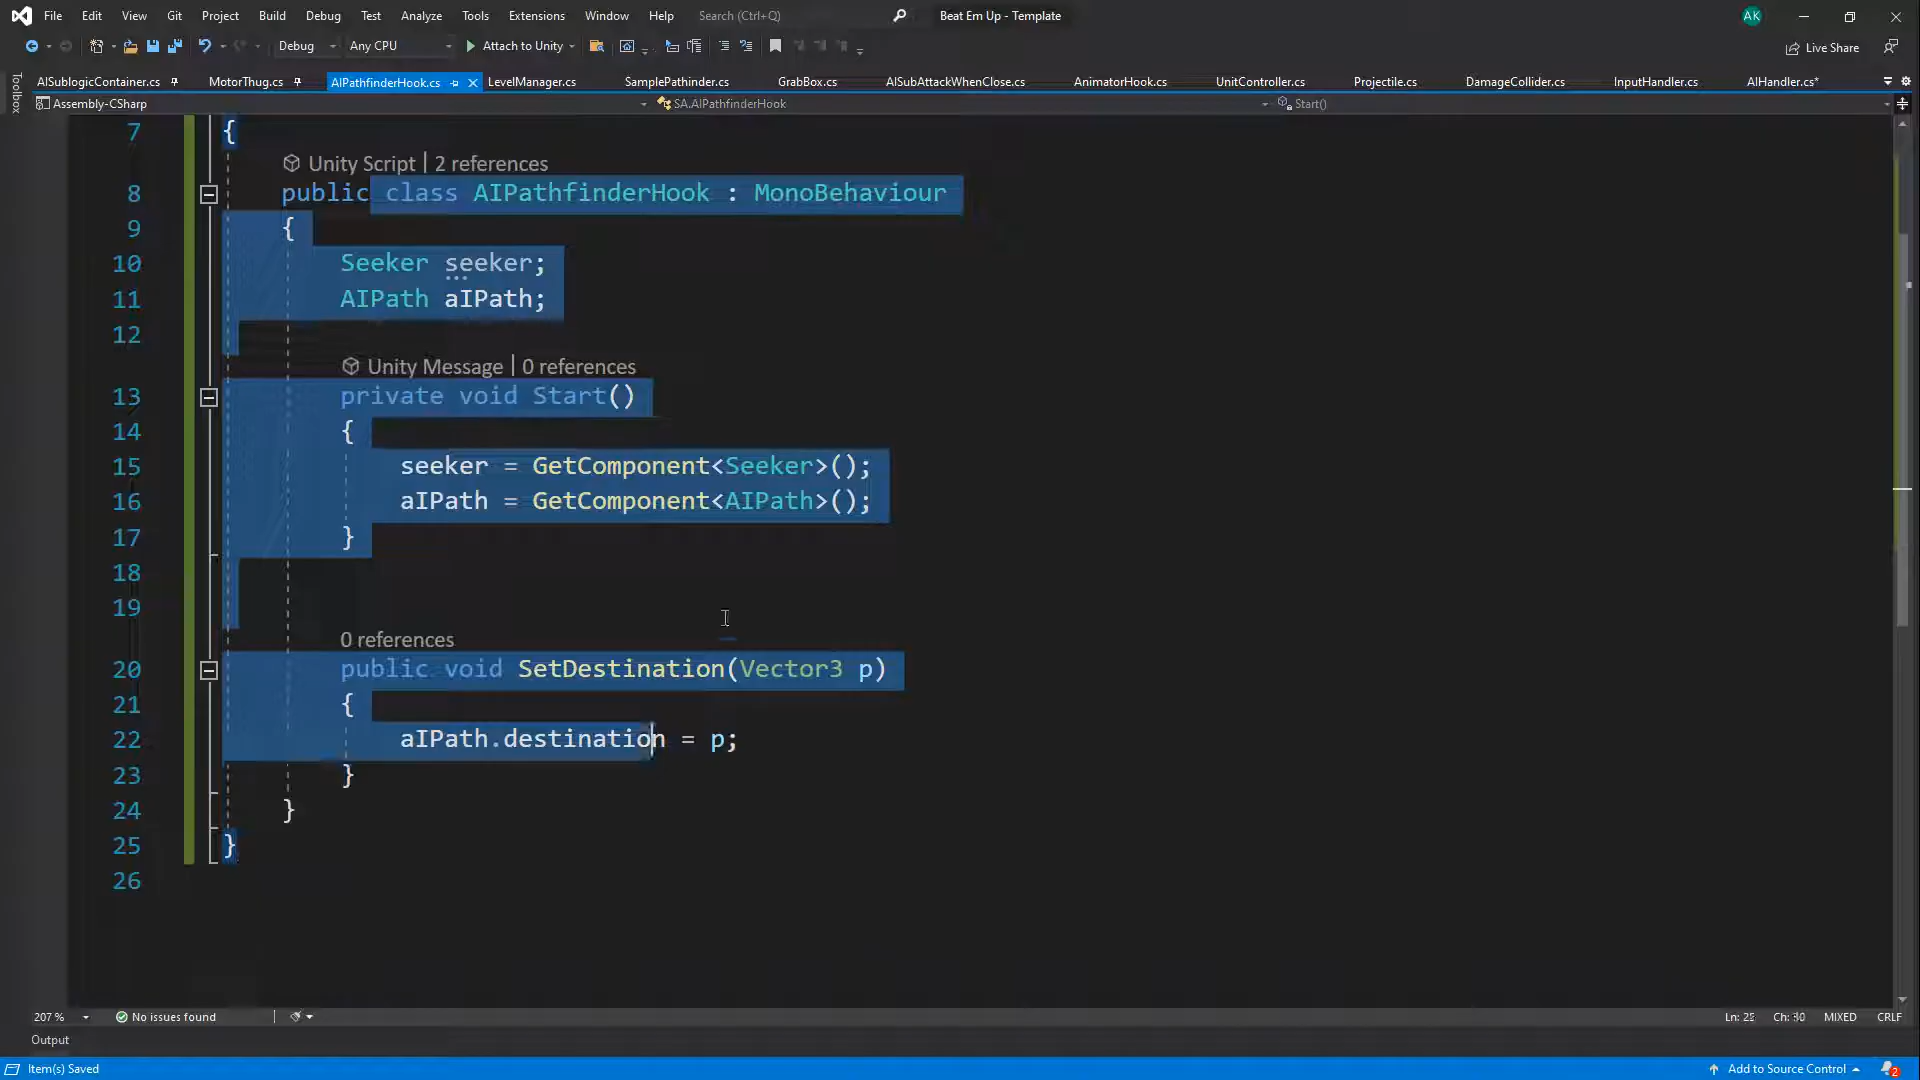 File Edit View Git Project Build Debug Test Analyze Tools Extensions Window Help Search (Ctrl+Q) Beat Em Up - Template AK
Debug Any CPU Attach to Unity Live Share
AISublogicContainer.cs MotorThug.cs AIPathfinderHook.cs LevelManager.cs SamplePathinder.cs GrabBox.cs AISubAttackWhenClose.cs AnimatorHook.cs UnitController.cs Projectile.cs DamageCollider.cs InputHandler.cs AIHandler.cs*
Toolbox
Assembly-CSharp SA.AIPathfinderHook Start()
7 {
Unity Script | 2 references
8 public class AIPathfinderHook : MonoBehaviour
9 {
10 Seeker seeker;
11 AIPath aIPath;
12
Unity Message | 0 references
13 private void Start()
14 {
15 seeker = GetComponent<Seeker>();
16 aIPath = GetComponent<AIPath>();
17 }
18
19
0 references
20 public void SetDestination(Vector3 p)
21 {
22 aIPath.destination = p;
23 }
24 }
25 }
26
207 % No issues found Ln: 25 Ch: 30 MIXED CRLF
Output
Item(s) Saved Add to Source Control 2